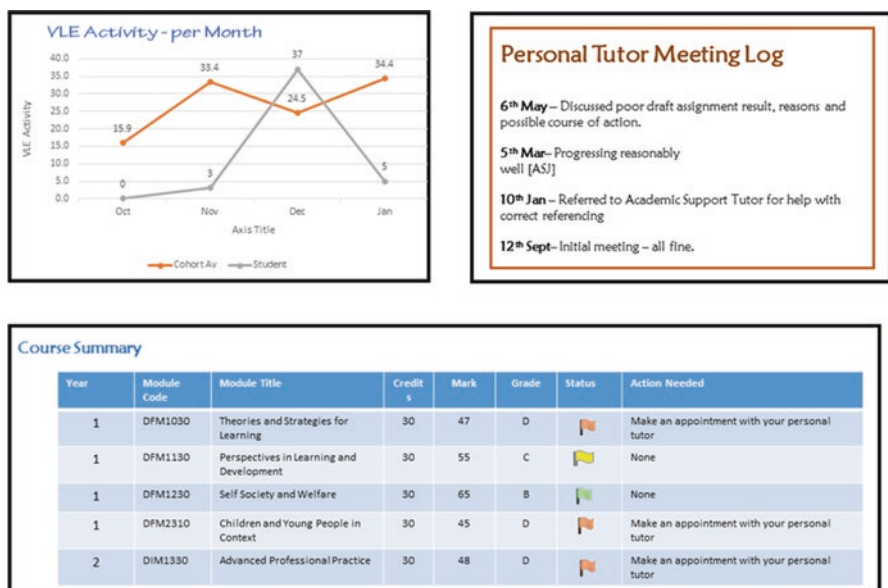 VLE Activity - per Month
40.0
35.0
30.0
25.0
20.0
15.0
10.0
5.0
0.0
VLE Activity
15.9
33.4
24.5
34.4
0
3
37
5
Oct Nov Dec Jan
Axis Title
Cohort Av Student
Personal Tutor Meeting Log
6th May – Discussed poor draft assignment result, reasons and
possible course of action.
5th Mar– Progressing reasonably
well [ASJ]
10th Jan – Referred to Academic Support Tutor for help with
correct referencing
12th Sept– Initial meeting – all fine.
Course Summary
Year Module Module Title Credit Mark Grade Status Action Needed
Code s
1 DFM1030 Theories and Strategies for 30 47 D Make an appointment with your personal
Learning tutor
1 DFM1130 Perspectives in Learning and 30 55 C None
Development
1 DFM1230 Self Society and Welfare 30 65 B None
1 DFM2310 Children and Young People in 30 45 D Make an appointment with your personal
Context tutor
2 DIM1330 Advanced Professional Practice 30 48 D Make an appointment with your personal
tutor